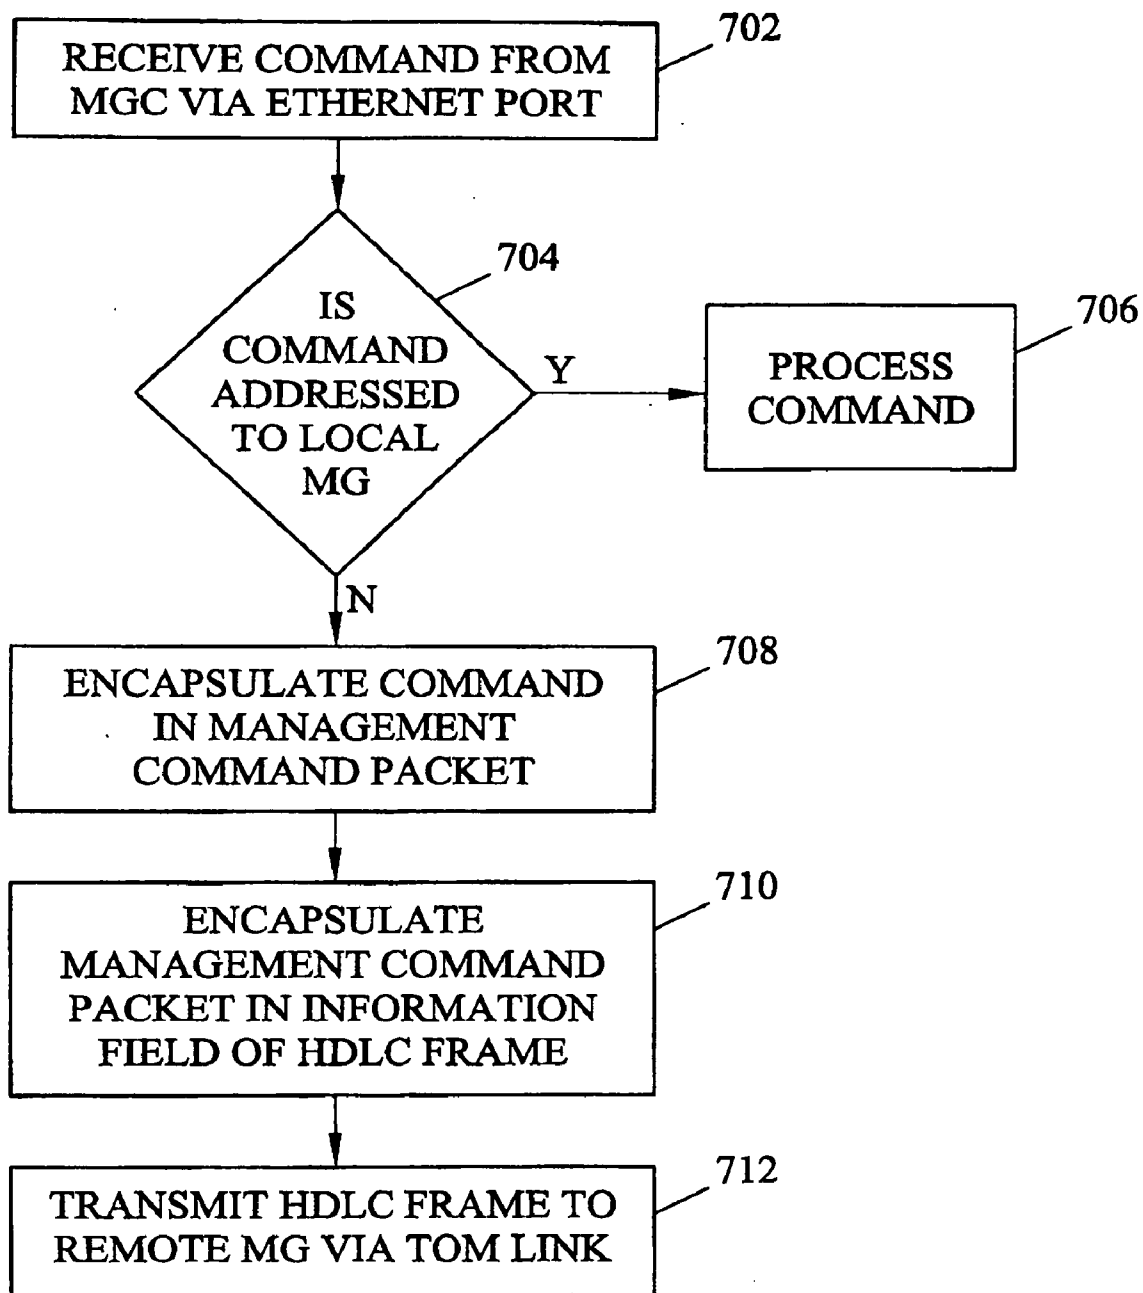 702
RECEIVE COMMAND FROM
MGC VIA ETHERNET PORT
704
IS
COMMAND
ADDRESSED
TO LOCAL
MG
Y
706
PROCESS
COMMAND
N
708
ENCAPSULATE COMMAND
IN MANAGEMENT
COMMAND PACKET
710
ENCAPSULATE
MANAGEMENT COMMAND
PACKET IN INFORMATION
FIELD OF HDLC FRAME
712
TRANSMIT HDLC FRAME TO
REMOTE MG VIA TOM LINK